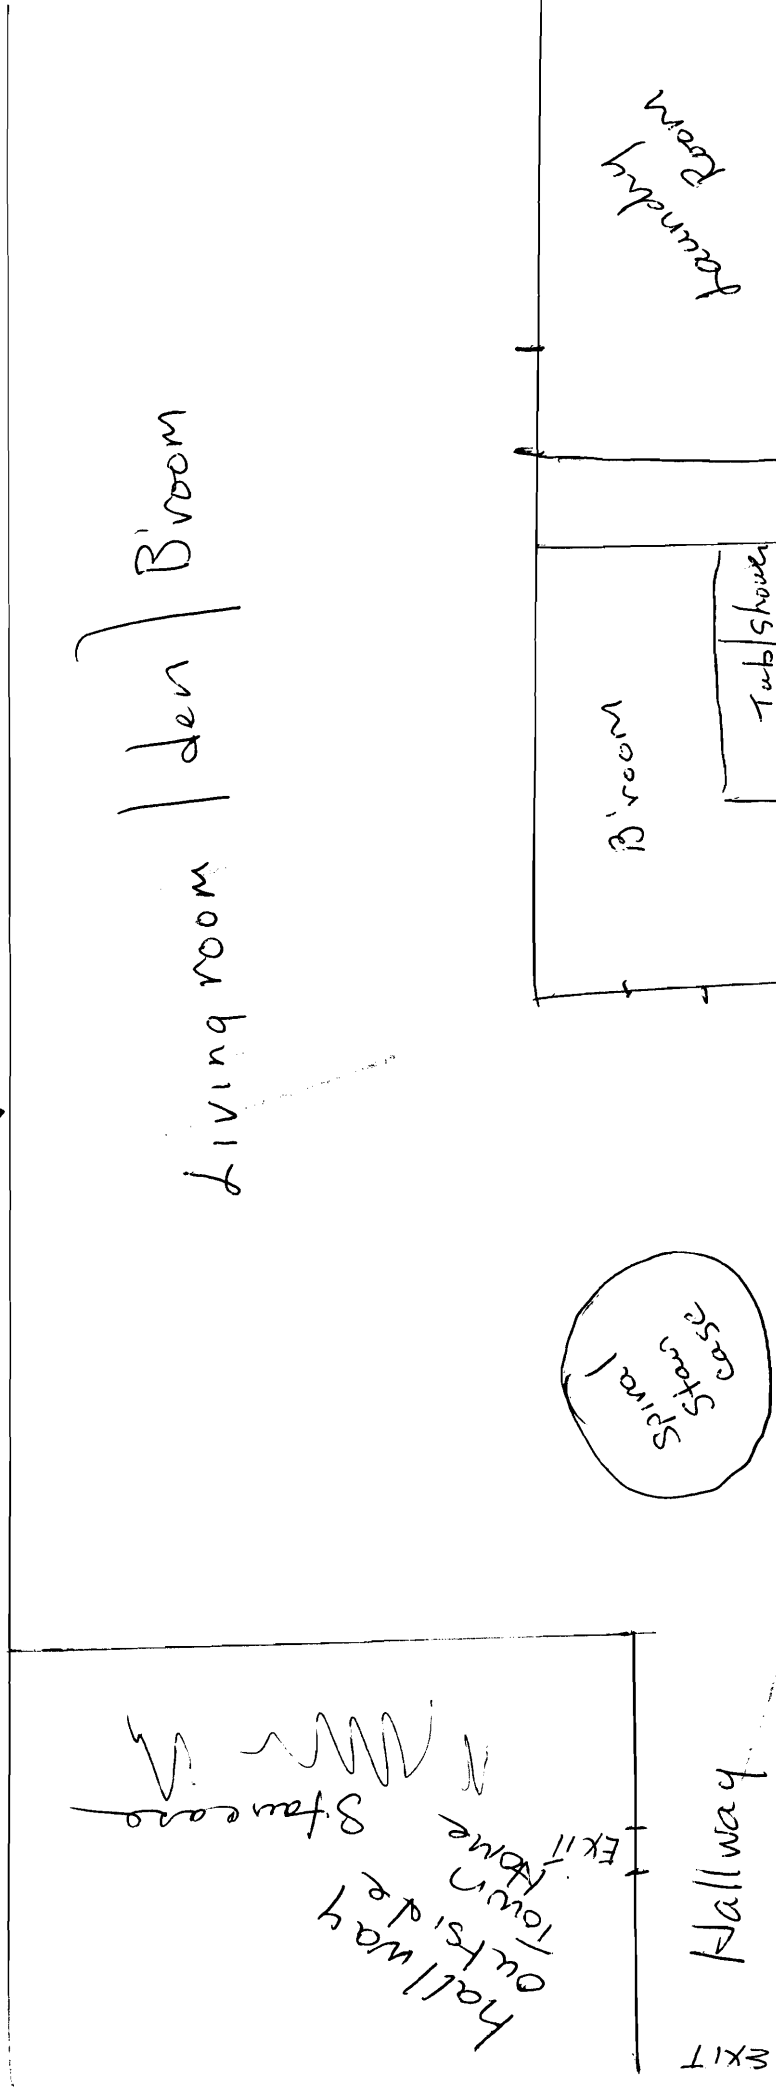 Living room / den / B'room
Laundry
Room
B'room
Tub/Shower
Spiral
Stair
case
Staircase
hallway
outside
Town
Home
EXIT
Hallway
EXIT